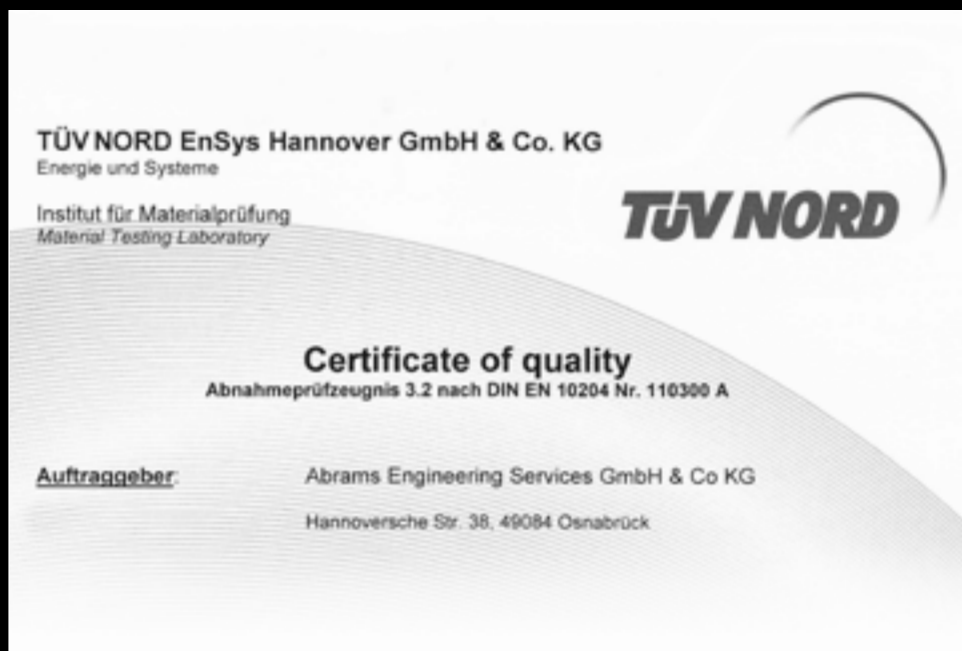 TÜV NORD EnSys Hannover GmbH & Co. KG
Energie und Systeme
Institut für Materialprüfung
Material Testing Laboratory
TÜV NORD
Certificate of quality
Abnahmeprüfzeugnis 3.2 nach DIN EN 10204 Nr. 110300 A
Auftraggeber: Abrams Engineering Services GmbH & Co KG
Hannoversche Str. 38, 49084 Osnabrück